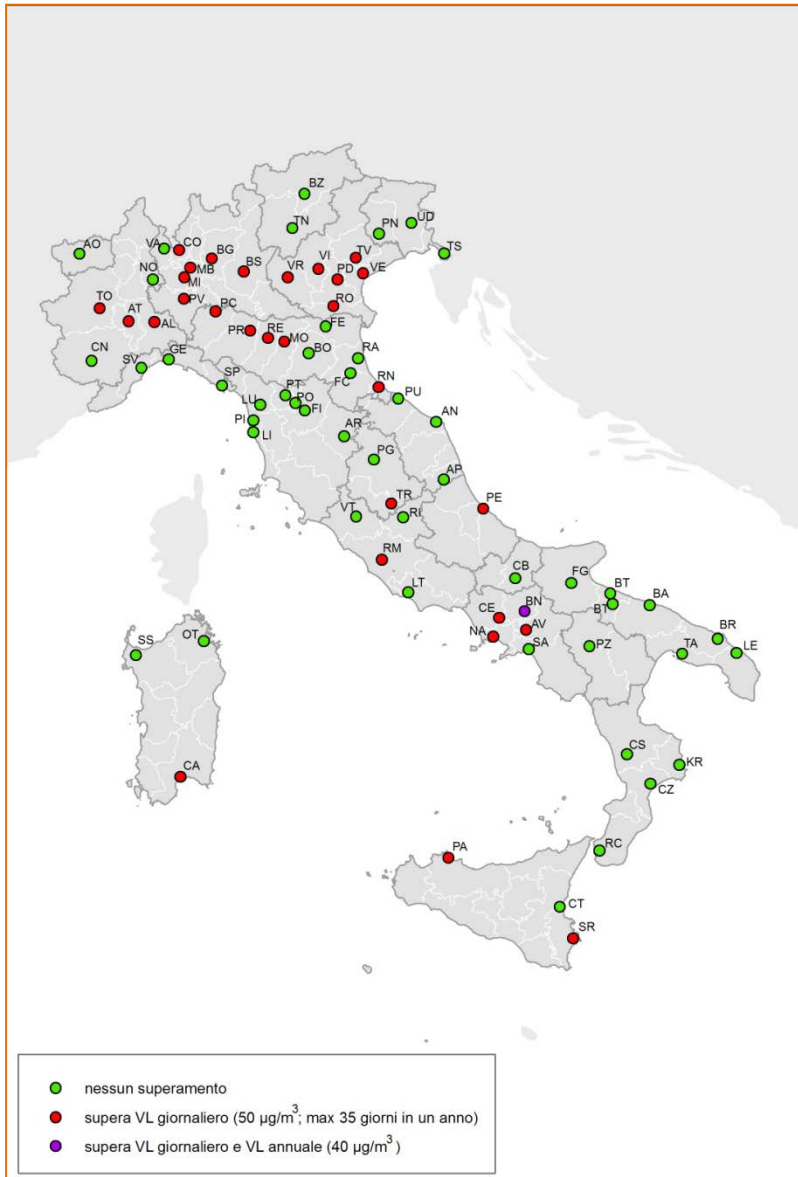 BZ
TN
PN
UD
AO
VA
CO
BG
TV
TS
NO
MB
BS
VR
VI
PD
VE
MI
TO
AT
AL
PV
PC
RO
FE
PR
RE
MO
BO
RA
CN
SV
GE
FC
RN
SP
PT
PO
FI
PU
LU
PI
LI
AR
AN
PG
AP
TR
PE
VT
RI
RM
LT
CB
FG
BT
BA
CE
BN
BT
NA
AV
SA
PZ
TA
BR
LE
SS
OT
CA
CS
KR
CZ
PA
RC
CT
SR
nessun superamento
supera VL giornaliero (50 µg/m³; max 35 giorni in un anno)
supera VL giornaliero e VL annuale (40 µg/m³)